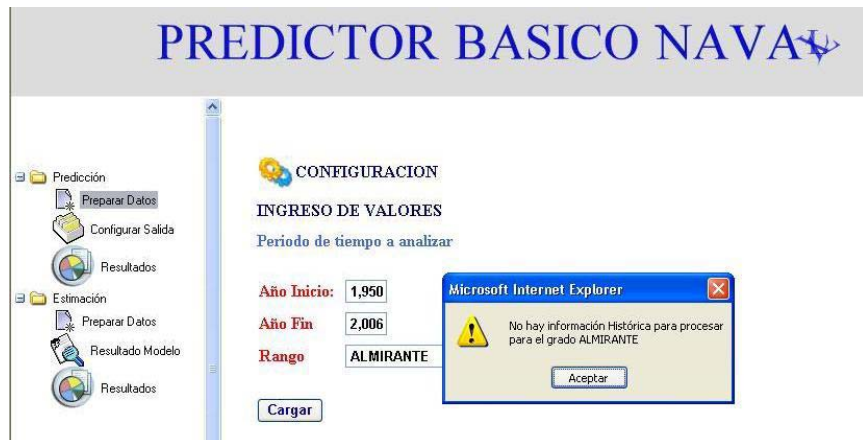 PREDICTOR BASICO NAVAL
Predicción
Preparar Datos
Configurar Salida
Resultados
Estimación
Preparar Datos
Resultado Modelo
Resultados
CONFIGURACION
INGRESO DE VALORES
Periodo de tiempo a analizar
Año Inicio: 1,950
Año Fin 2,006
Rango ALMIRANTE
Cargar
Microsoft Internet Explorer
No hay información Histórica para procesar
para el grado ALMIRANTE
Aceptar